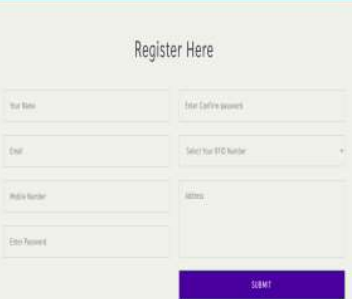 Register Here
Your Name
Enter Confirm password
Email
Select Your RFID Number
Mobile Number
Address
Enter Password
SUBMIT